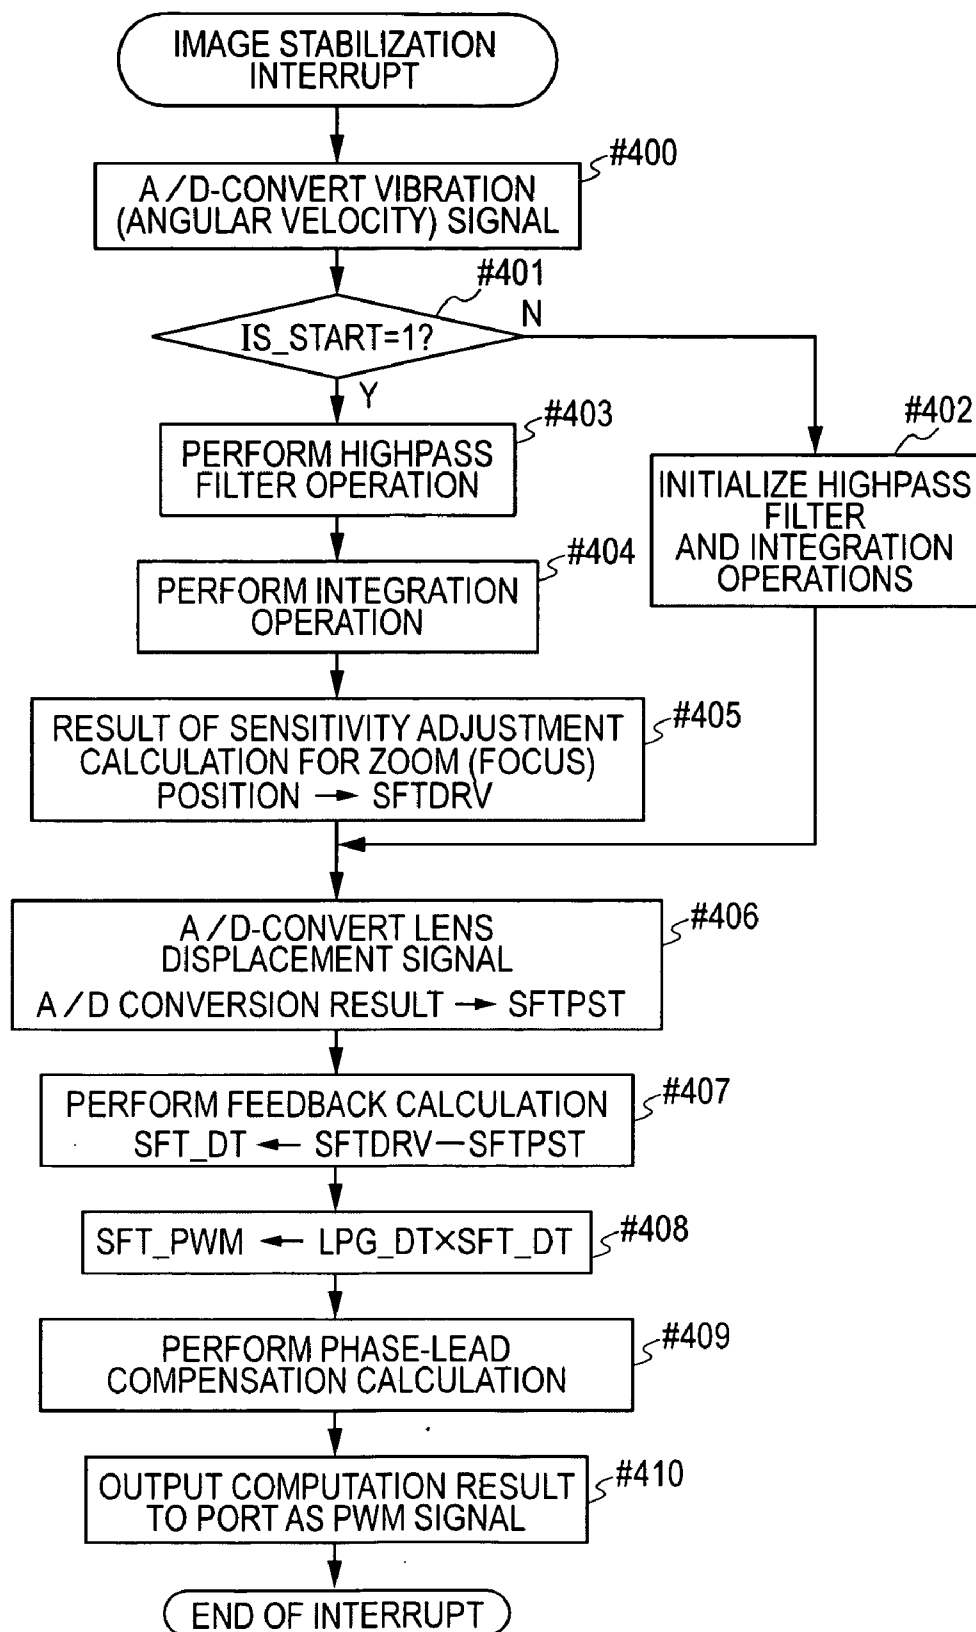 IMAGE STABILIZATION
INTERRUPT
#400
A/D-CONVERT VIBRATION
(ANGULAR VELOCITY) SIGNAL
#401
IS_START=1?
N
Y
#403
PERFORM HIGHPASS
FILTER OPERATION
#402
INITIALIZE HIGHPASS
FILTER
AND INTEGRATION
OPERATIONS
#404
PERFORM INTEGRATION
OPERATION
#405
RESULT OF SENSITIVITY ADJUSTMENT
CALCULATION FOR ZOOM (FOCUS)
POSITION → SFTDRV
#406
A/D-CONVERT LENS
DISPLACEMENT SIGNAL
A/D CONVERSION RESULT → SFTPST
#407
PERFORM FEEDBACK CALCULATION
SFT_DT ← SFTDRV—SFTPST
#408
SFT_PWM ← LPG_DT×SFT_DT
#409
PERFORM PHASE-LEAD
COMPENSATION CALCULATION
#410
OUTPUT COMPUTATION RESULT
TO PORT AS PWM SIGNAL
END OF INTERRUPT